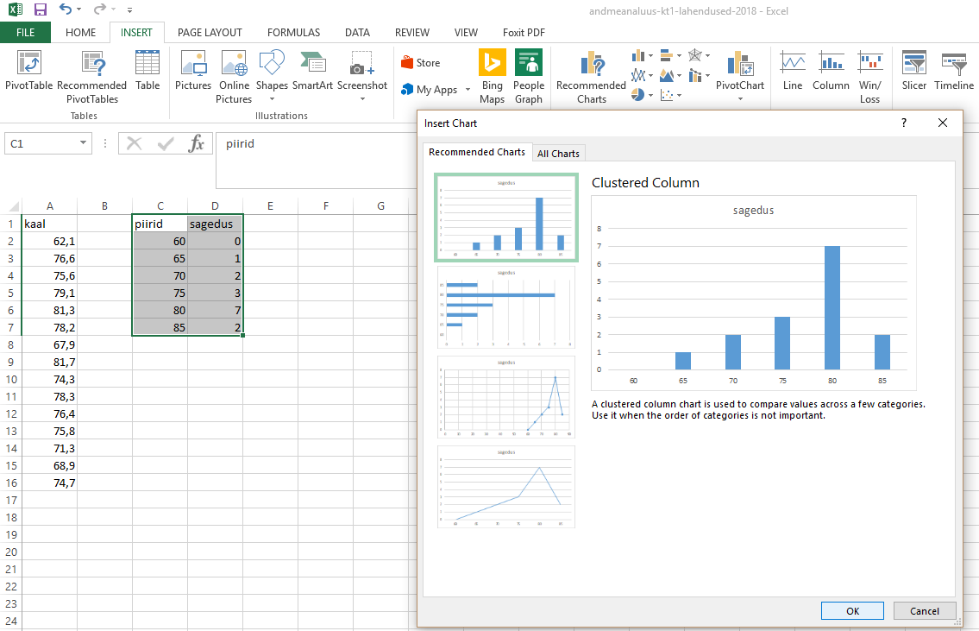 andmeanaluus-kt1-lahendused-2018 - Excel
FILE HOME INSERT PAGE LAYOUT FORMULAS DATA REVIEW VIEW Foxit PDF
PivotTable Recommended PivotTables Table
Tables
Pictures Online Pictures Shapes SmartArt Screenshot
Illustrations
Store
My Apps
Bing Maps People Graph
Recommended Charts
PivotChart
Line Column Win/ Loss
Slicer Timeline
C1 fx piirid
A B C D E F G
1 kaal piirid sagedus
2 62,1 60 0
3 76,6 65 1
4 75,6 70 2
5 79,1 75 3
6 81,3 80 7
7 78,2 85 2
8 67,9
9 81,7
10 74,3
11 78,3
12 76,4
13 75,8
14 71,3
15 68,9
16 74,7
17
18
19
20
21
22
23
24
Insert Chart ?
Recommended Charts All Charts
sagedus
sagedus
sagedus
sagedus
Clustered Column
sagedus
8
7
6
5
4
3
2
1
0
60 65 70 75 80 85
A clustered column chart is used to compare values across a few categories.
Use it when the order of categories is not important.
OK Cancel